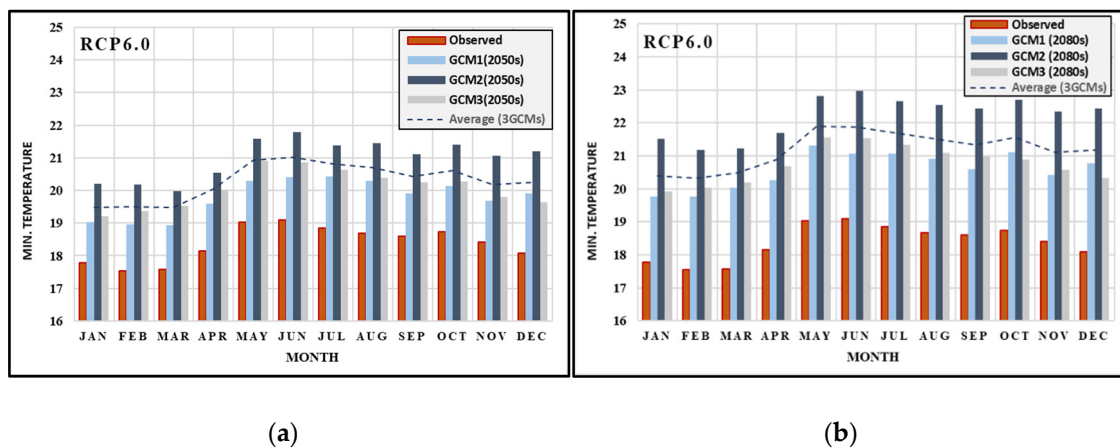 RCP6.0
Observed
GCM1(2050s)
GCM2(2050s)
GCM3(2050s)
Average (3GCMs)
MIN. TEMPERATURE
25
24
23
22
21
20
19
18
17
16
JAN FEB MAR APR MAY JUN JUL AUG SEP OCT NOV DEC
MONTH
(a)
RCP6.0
Observed
GCM1 (2080s)
GCM2 (2080s)
GCM3 (2080s)
Average (3GCMs)
MIN. TEMPERATURE
25
24
23
22
21
20
19
18
17
16
JAN FEB MAR APR MAY JUN JUL AUG SEP OCT NOV DEC
MONTH
(b)